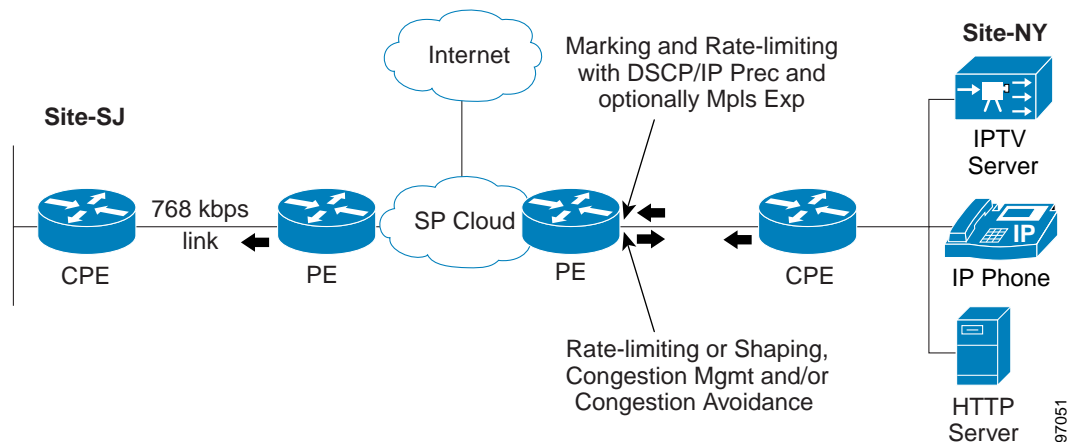 Internet
Marking and Rate-limiting
with DSCP/IP Prec and
optionally Mpls Exp
Site-NY
Site-SJ
IPTV
Server
768 kbps
link
SP Cloud
CPE
PE
PE
CPE
IP
IP Phone
Rate-limiting or Shaping,
Congestion Mgmt and/or
Congestion Avoidance
HTTP
Server
97051